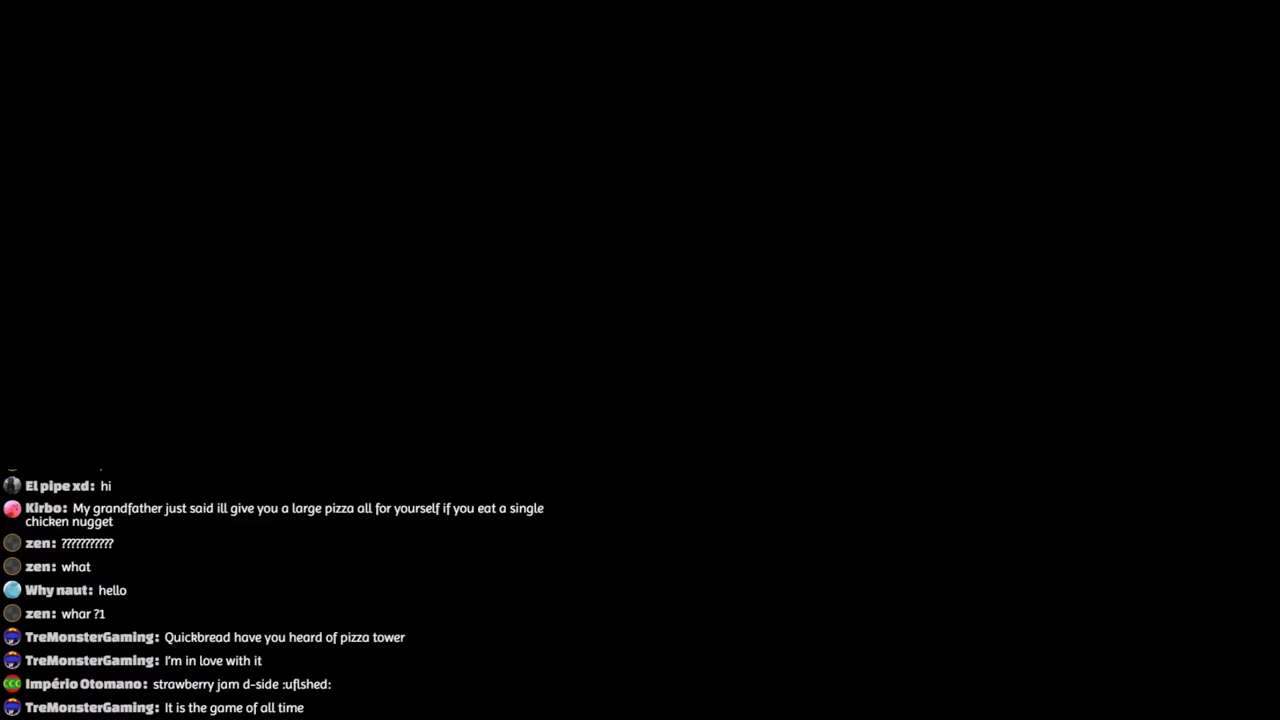 El pipe xd: hi
Kirbo: My grandfather just said ill give you a large pizza all for yourself if you eat a single
chicken nugget
zen: ???????????
zen: what
Why naut: hello
zen: whar ?1
TreMonsterGaming: Quickbread have you heard of pizza tower
TreMonsterGaming: I'm in love with it
Império Otomano: strawberry jam d-side :uflshed:
TreMonsterGaming: It is the game of all time